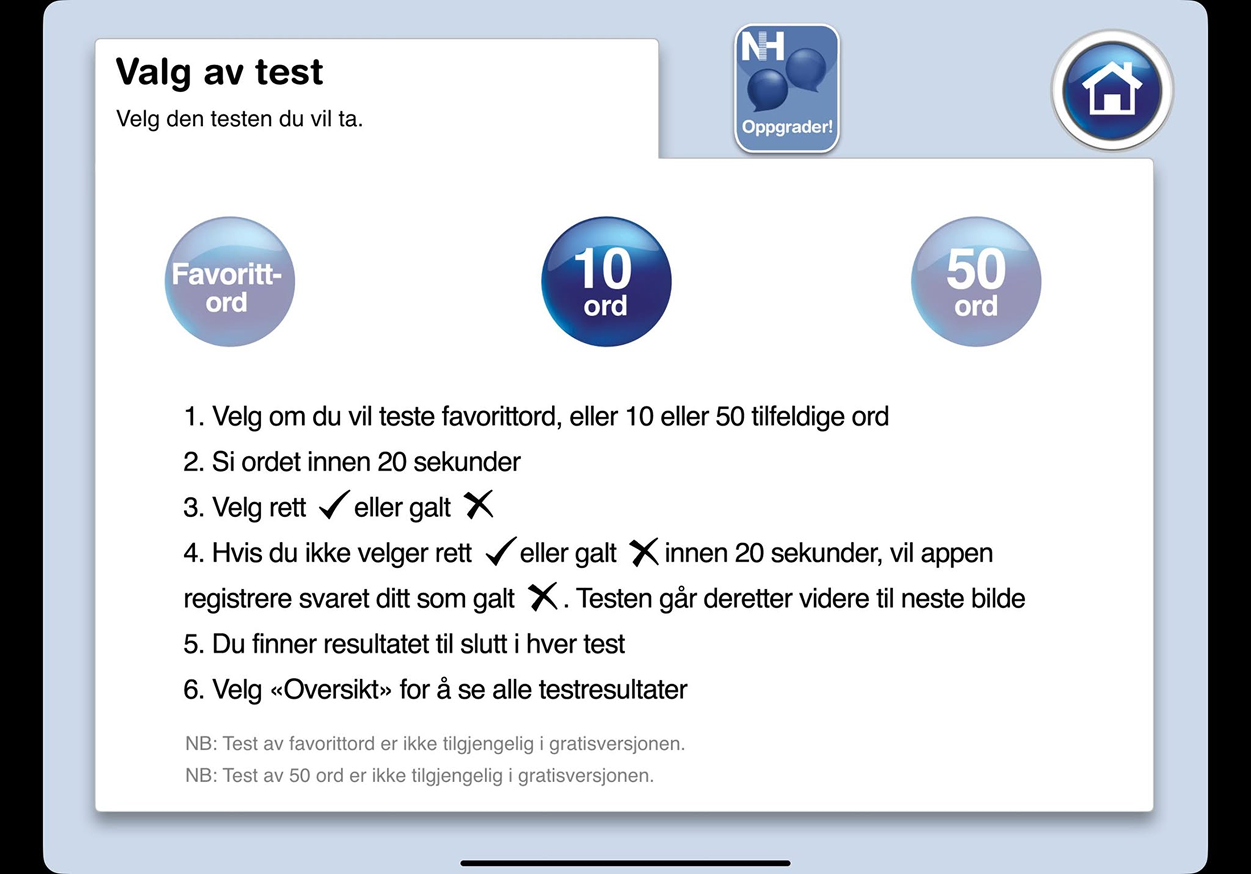 Valg av test
Velg den testen du vil ta.
NH
Oppgrader!
Favoritt-
ord
10
ord
50
ord
1. Velg om du vil teste favorittord, eller 10 eller 50 tilfeldige ord
2. Si ordet innen 20 sekunder
3. Velg rett ✓ eller galt ✗
4. Hvis du ikke velger rett ✓ eller galt ✗ innen 20 sekunder, vil appen
registrere svaret ditt som galt ✗. Testen går deretter videre til neste bilde
5. Du finner resultatet til slutt i hver test
6. Velg «Oversikt» for å se alle testresultater
NB: Test av favorittord er ikke tilgjengelig i gratisversjonen.
NB: Test av 50 ord er ikke tilgjengelig i gratisversjonen.